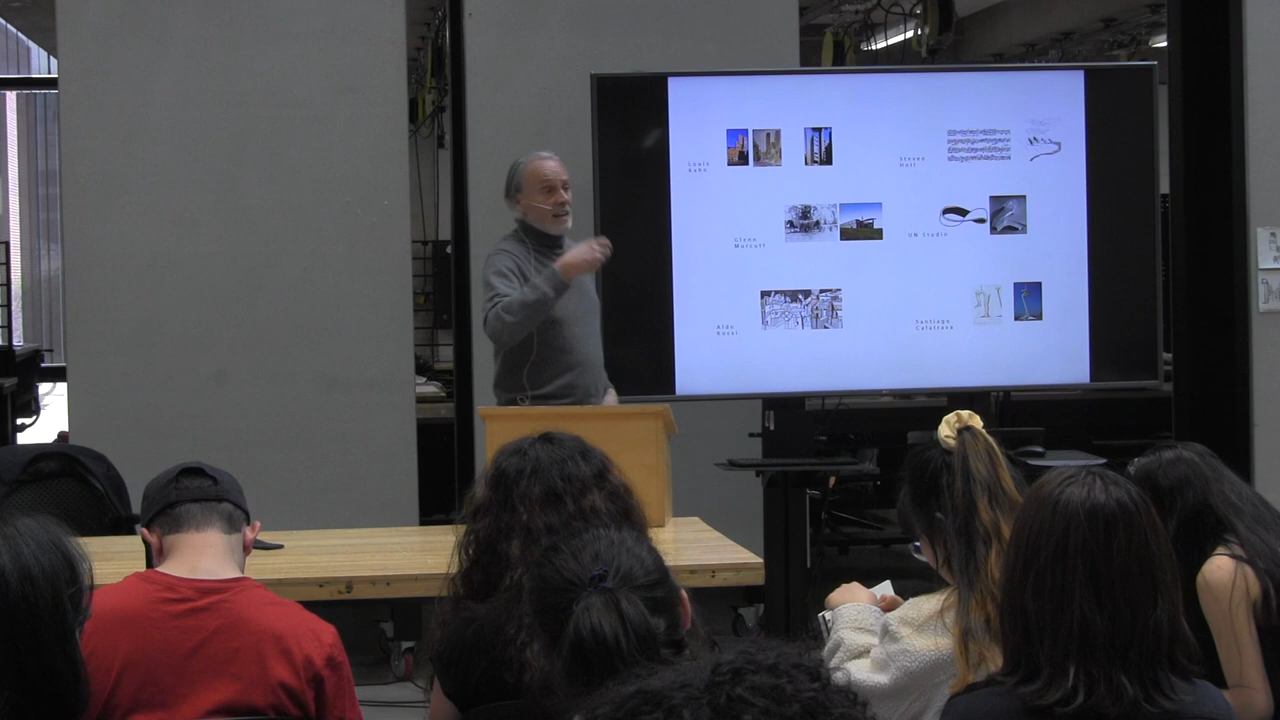 Louis
Kahn
Steven
Holl
Glenn
Murcutt
UN Studio
Aldo
Rossi
Santiago
Calatrava